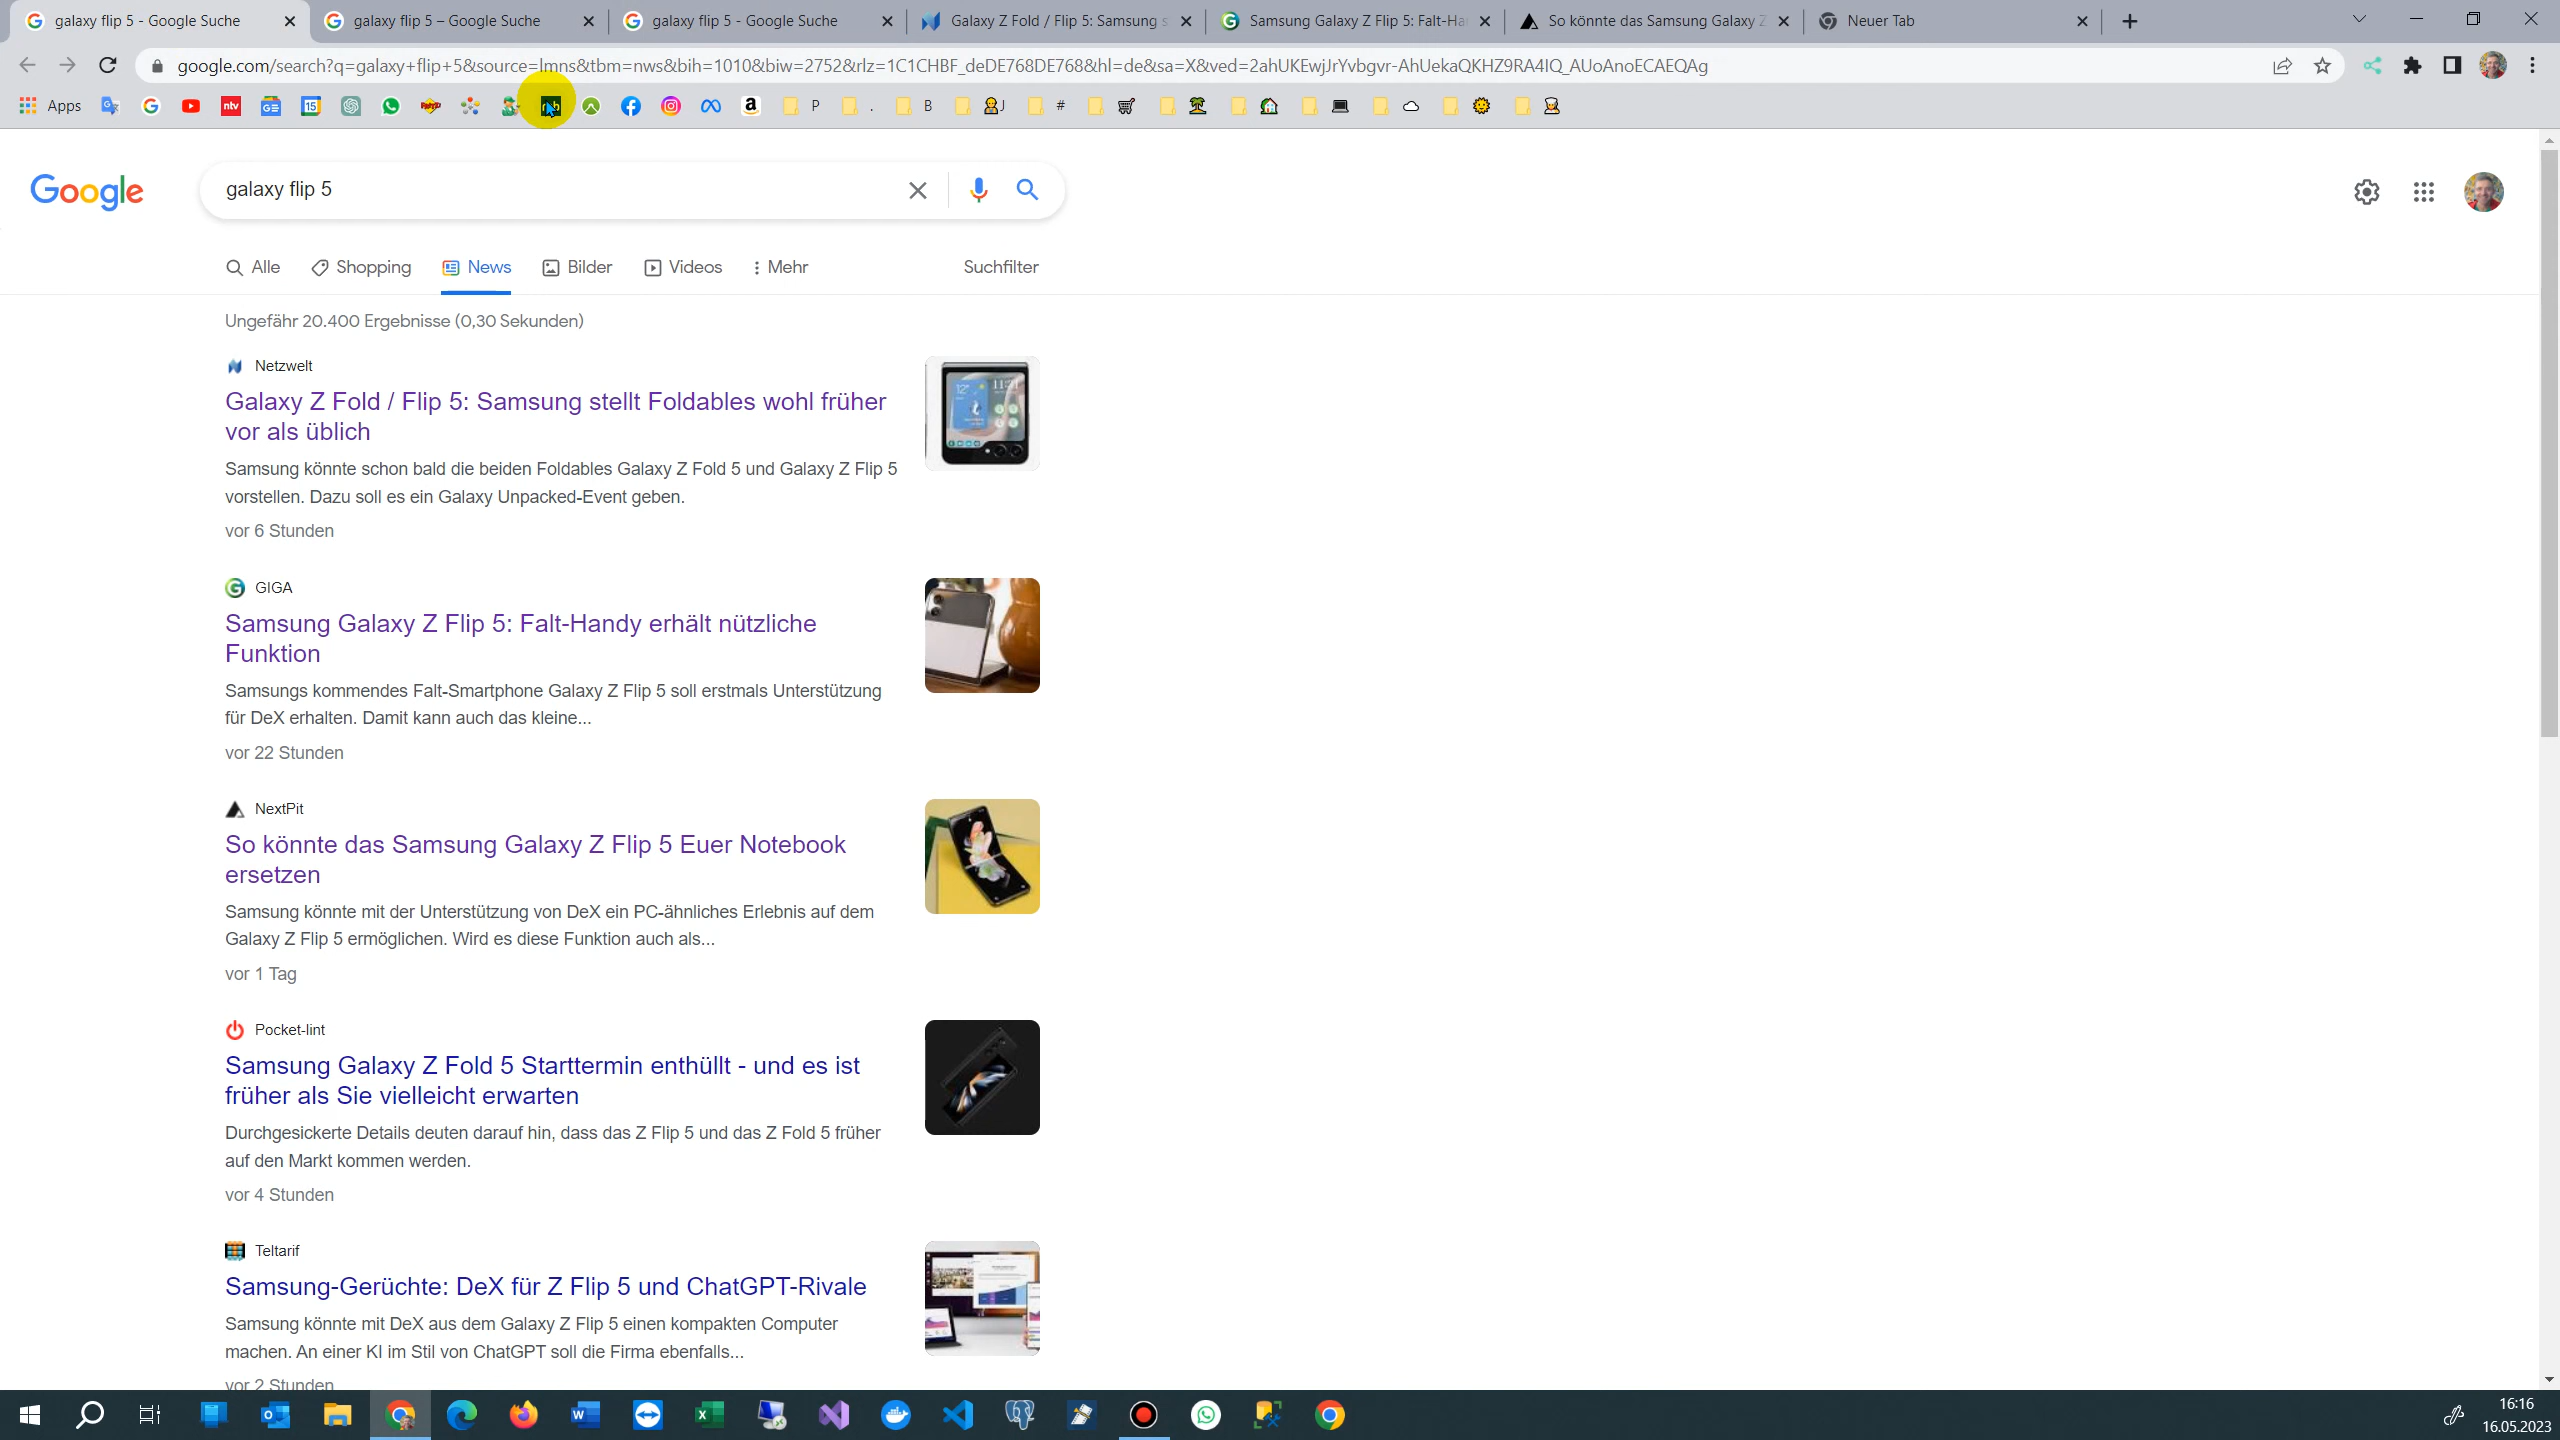 galaxy flip 5 - Google Suche
galaxy flip 5 – Google Suche
galaxy flip 5 - Google Suche
Galaxy Z Fold / Flip 5: Samsung s
Samsung Galaxy Z Flip 5: Falt-Ha
So könnte das Samsung Galaxy Z
Neuer Tab
google.com/search?q=galaxy+flip+5&source=lmns&tbm=nws&bih=1010&biw=2752&rlz=1C1CHBF_deDE768DE768&hl=de&sa=X&ved=2ahUKEwjJrYvbgvr-AhUekaQKHZ9RA4IQ_AUoAnoECAEQAg
Apps
ntv
15
a
P
.
B
J
#
Google
galaxy flip 5
Alle
Shopping
News
Bilder
Videos
Mehr
Suchfilter
Ungefähr 20.400 Ergebnisse (0,30 Sekunden)
Netzwelt
Galaxy Z Fold / Flip 5: Samsung stellt Foldables wohl früher
vor als üblich
Samsung könnte schon bald die beiden Foldables Galaxy Z Fold 5 und Galaxy Z Flip 5
vorstellen. Dazu soll es ein Galaxy Unpacked-Event geben.
vor 6 Stunden
GIGA
Samsung Galaxy Z Flip 5: Falt-Handy erhält nützliche
Funktion
Samsungs kommendes Falt-Smartphone Galaxy Z Flip 5 soll erstmals Unterstützung
für DeX erhalten. Damit kann auch das kleine...
vor 22 Stunden
NextPit
So könnte das Samsung Galaxy Z Flip 5 Euer Notebook
ersetzen
Samsung könnte mit der Unterstützung von DeX ein PC-ähnliches Erlebnis auf dem
Galaxy Z Flip 5 ermöglichen. Wird es diese Funktion auch als...
vor 1 Tag
Pocket-lint
Samsung Galaxy Z Fold 5 Starttermin enthüllt - und es ist
früher als Sie vielleicht erwarten
Durchgesickerte Details deuten darauf hin, dass das Z Flip 5 und das Z Fold 5 früher
auf den Markt kommen werden.
vor 4 Stunden
Teltarif
Samsung-Gerüchte: DeX für Z Flip 5 und ChatGPT-Rivale
Samsung könnte mit DeX aus dem Galaxy Z Flip 5 einen kompakten Computer
machen. An einer KI im Stil von ChatGPT soll die Firma ebenfalls...
vor 2 Stunden
16:16
16.05.2023